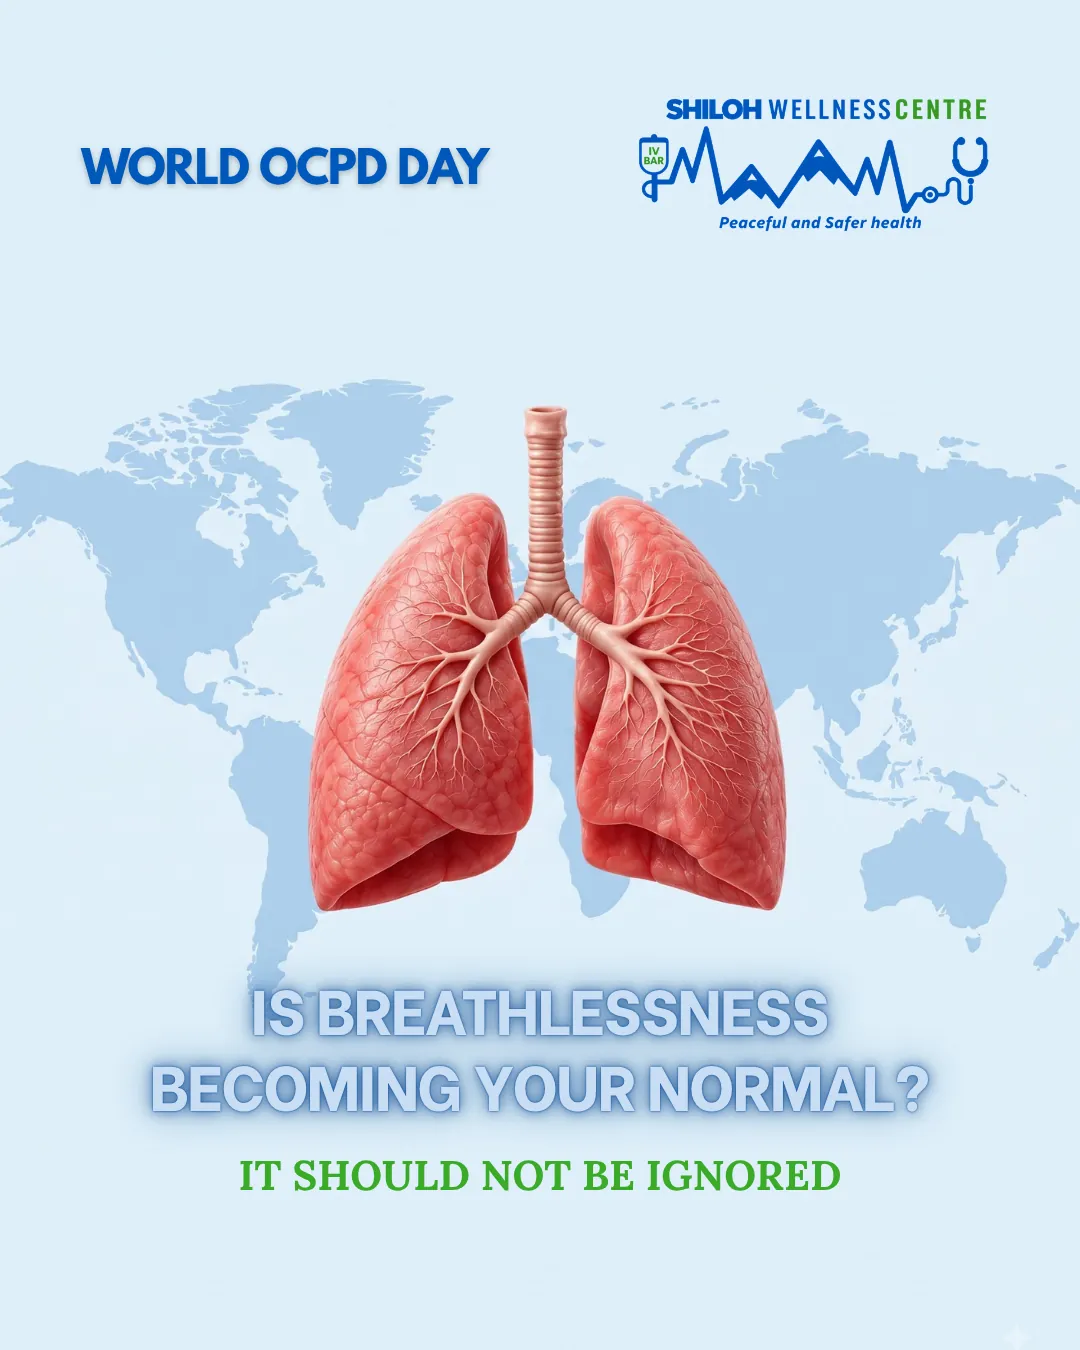 WORLD OCPD DAY
SHILOH WELLNESS CENTRE
IV
BAR
Peaceful and Safer health
IS BREATHLESSNESS
BECOMING YOUR NORMAL?
IT SHOULD NOT BE IGNORED